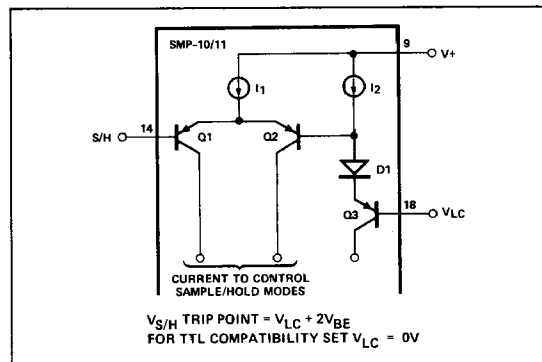 SMP-10/11
9
V+
I1
I2
14
S/H
Q1
Q2
D1
18
Q3
VLC
CURRENT TO CONTROL
SAMPLE/HOLD MODES
VS/H TRIP POINT = VLC + 2VBE
FOR TTL COMPATIBILITY SET VLC = 0V